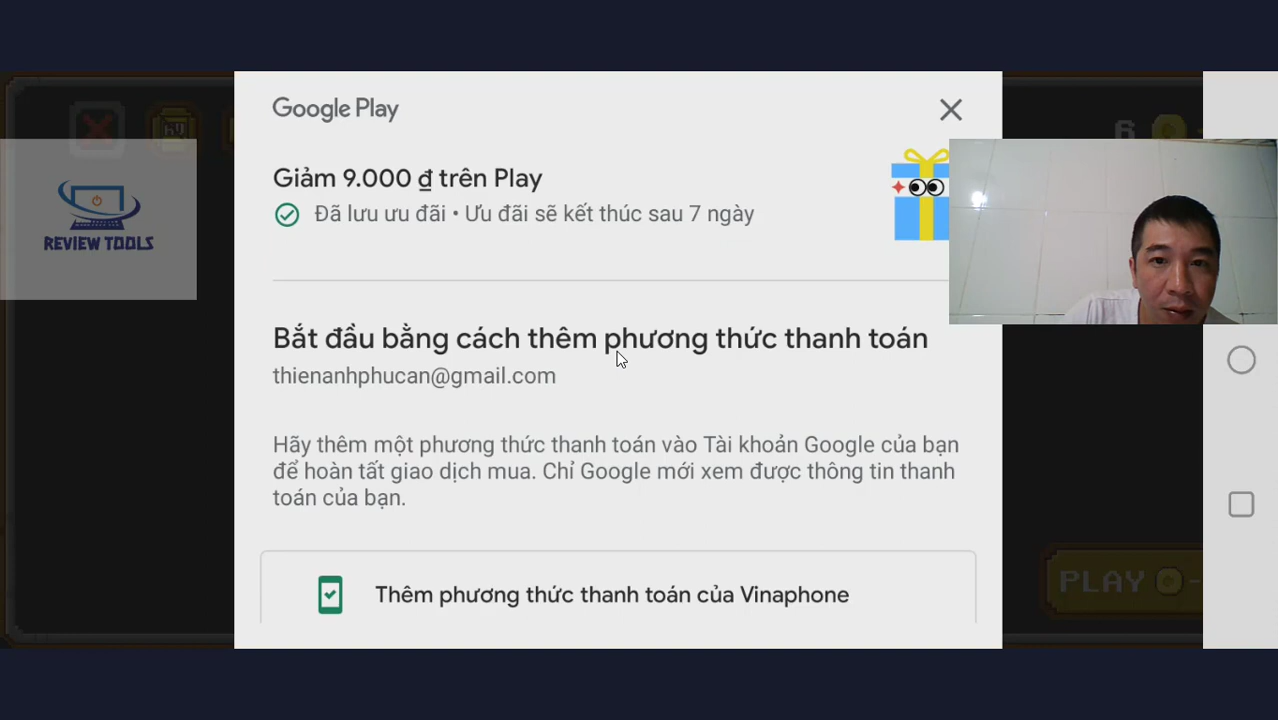 Google Play
Giảm 9.000 ₫ trên Play
Đã lưu ưu đãi • Ưu đãi sẽ kết thúc sau 7 ngày
REVIEW TOOLS
6
Bắt đầu bằng cách thêm phương thức thanh toán
thienanhphucan@gmail.com
Hãy thêm một phương thức thanh toán vào Tài khoản Google của bạn
để hoàn tất giao dịch mua. Chỉ Google mới xem được thông tin thanh
toán của bạn.
Thêm phương thức thanh toán của Vinaphone
PLAY